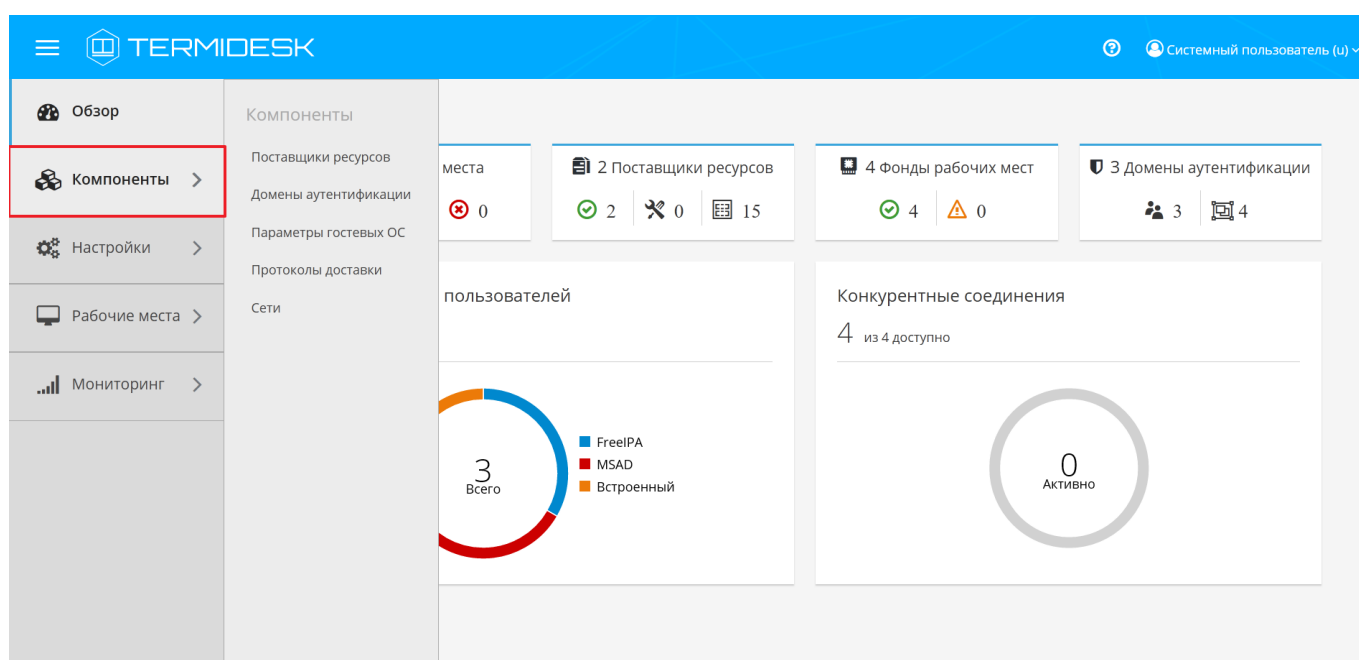 TERMIDESK
Системный пользователь (u)
Обзор
Компоненты
Настройки
Рабочие места
Мониторинг
Компоненты
Поставщики ресурсов
Домены аутентификации
Параметры гостевых ОС
Протоколы доставки
Сети
места
0
2 Поставщики ресурсов
2 0 15
4 Фонды рабочих мест
4 0
3 Домены аутентификации
3 4
пользователей
3
Всего
FreeIPA
MSAD
Встроенный
Конкурентные соединения
4 из 4 доступно
0
Активно